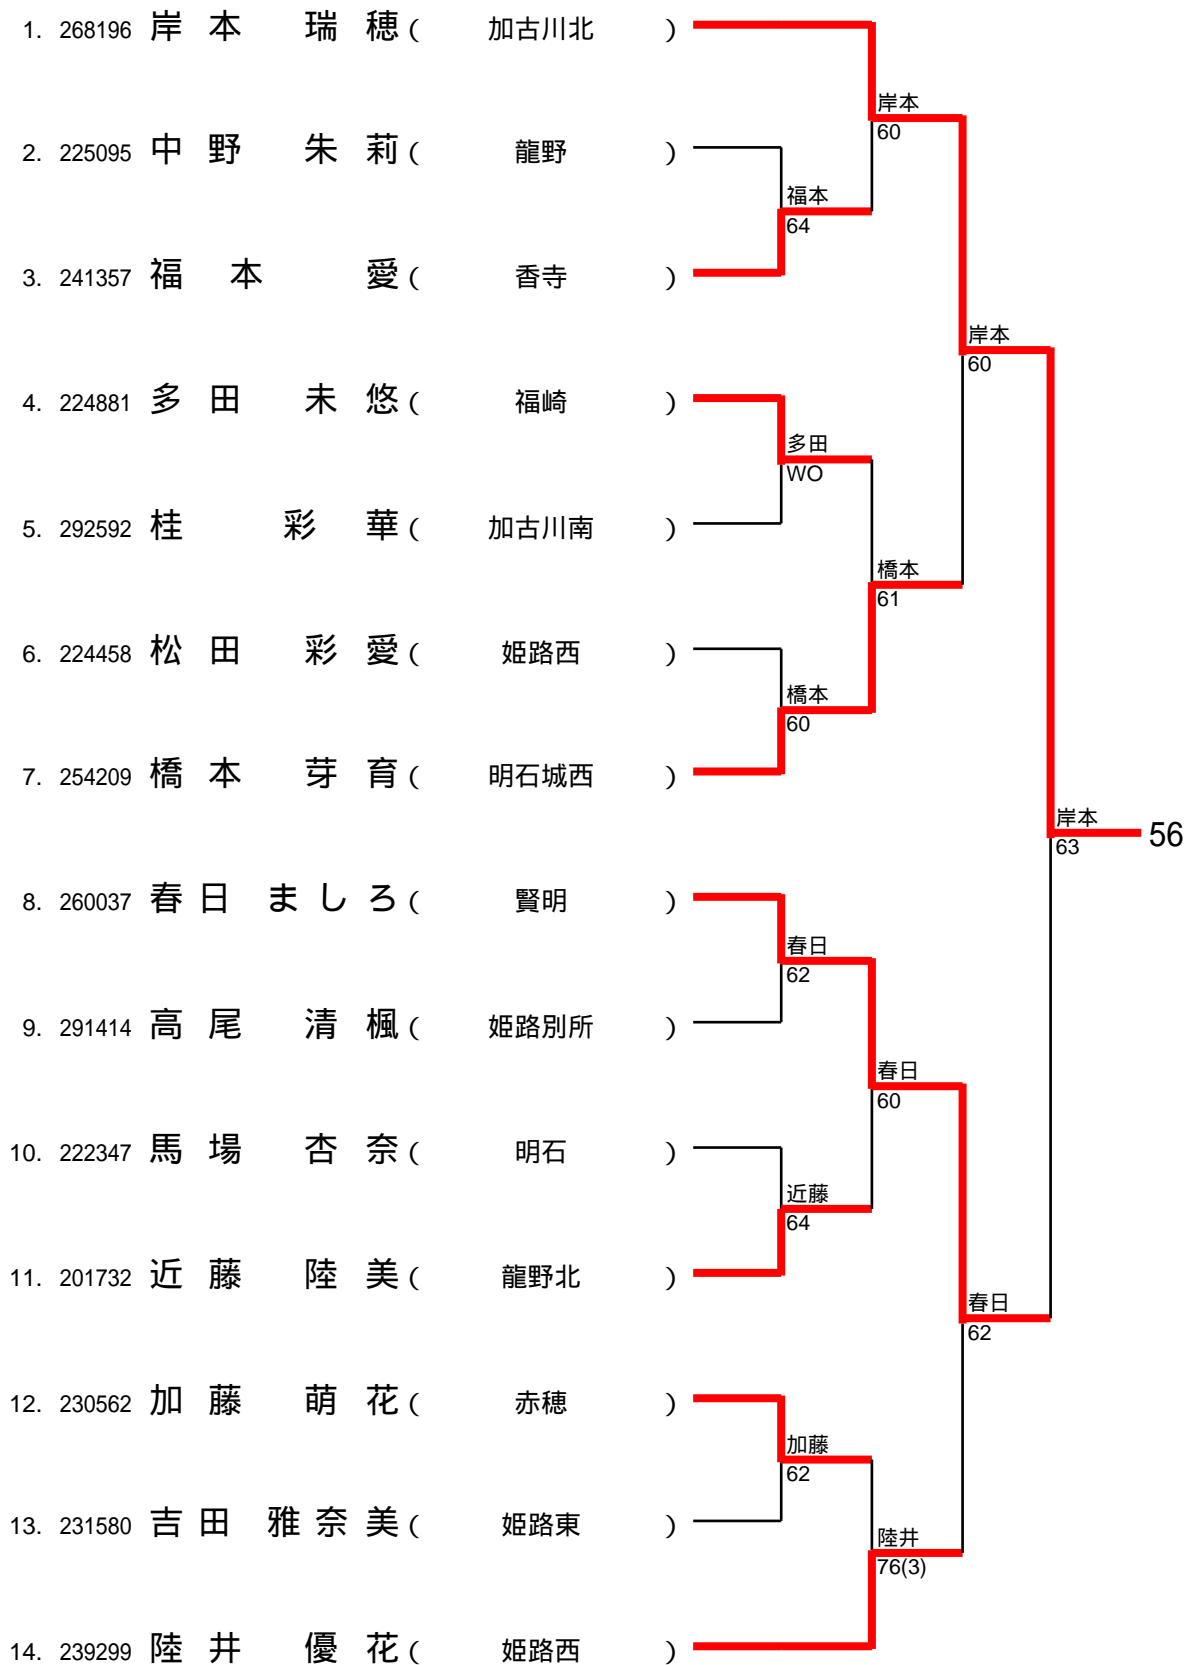 1. 268196 岸本 瑞穂 ( 加古川北 )
岸本
60
2. 225095 中野 朱莉 ( 龍野 )
福本
64
3. 241357 福本 愛 ( 香寺 )
岸本
60
4. 224881 多田 未悠 ( 福崎 )
多田
WO
5. 292592 桂 彩華 ( 加古川南 )
橋本
61
6. 224458 松田 彩愛 ( 姫路西 )
橋本
60
7. 254209 橋本 芽育 ( 明石城西 )
岸本
63
56
8. 260037 春日 ましろ ( 賢明 )
春日
62
9. 291414 高尾 清楓 ( 姫路別所 )
春日
60
10. 222347 馬場 杏奈 ( 明石 )
近藤
64
11. 201732 近藤 陸美 ( 龍野北 )
春日
62
12. 230562 加藤 萌花 ( 赤穂 )
加藤
62
13. 231580 吉田 雅奈美 ( 姫路東 )
陸井
76(3)
14. 239299 陸井 優花 ( 姫路西 )